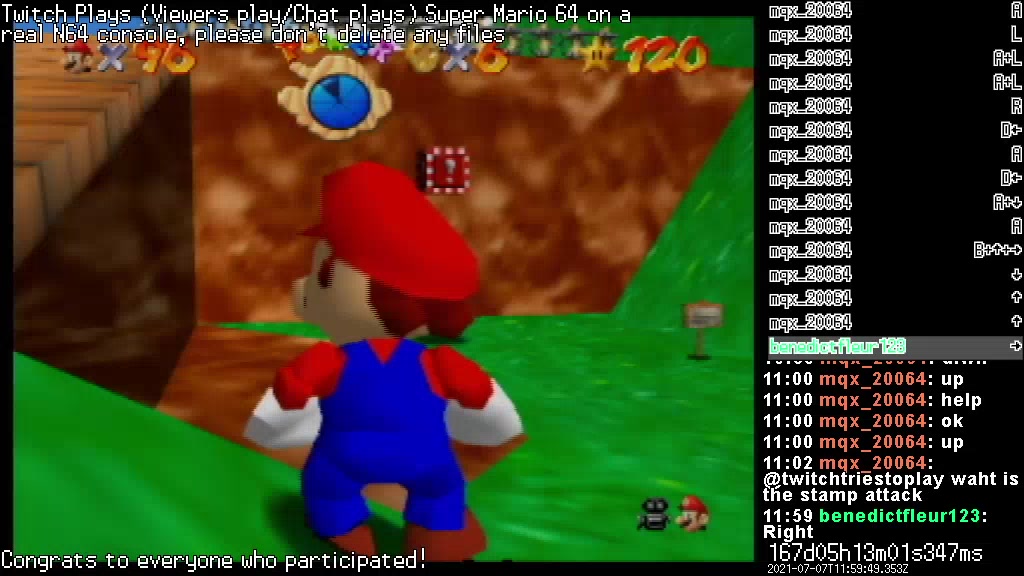 Twitch Plays (Viewers play/Chat plays) Super Mario 64 on a
real N64 console, please don't delete any files
96
6
120
!
Congrats to everyone who participated!
mqx_20064 A
mqx_20064 L
mqx_20064 A+L
mqx_20064 A+L
mqx_20064 R
mqx_20064 D←
mqx_20064 A
mqx_20064 D←
mqx_20064 A+↓
mqx_20064 A
mqx_20064 B+↑+→
mqx_20064 ↓
mqx_20064 ↑
mqx_20064 ↑
benedictfleur123 →
11:00 mqx_20064: up
11:00 mqx_20064: help
11:00 mqx_20064: ok
11:00 mqx_20064: up
11:02 mqx_20064:
@twitchtriestoplay waht is
the stamp attack
11:59 benedictfleur123:
Right
167d05h13m01s347ms
2021-07-07T11:59:49.353Z